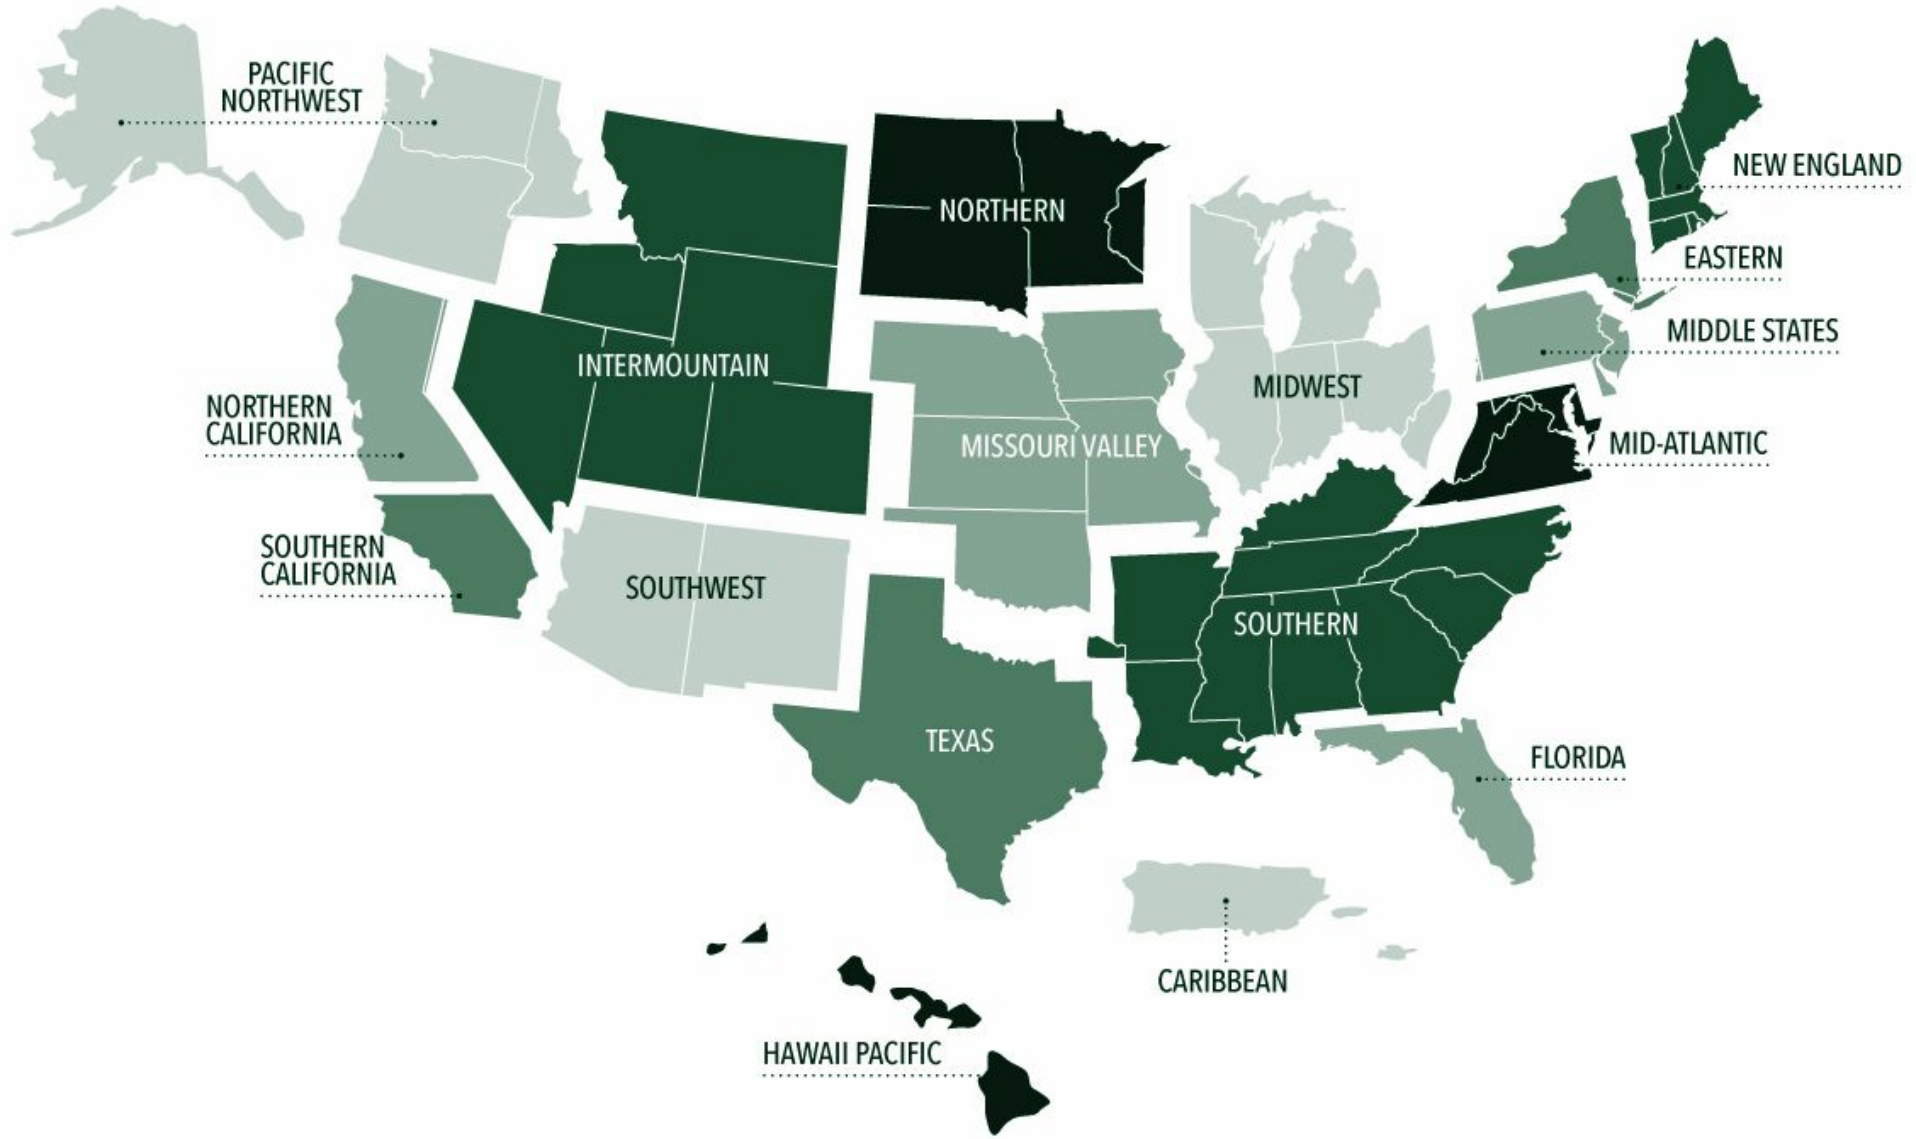 PACIFIC
NORTHWEST
NORTHERN
NEW ENGLAND
EASTERN
MIDDLE STATES
INTERMOUNTAIN
MIDWEST
NORTHERN
CALIFORNIA
MISSOURI VALLEY
MID-ATLANTIC
SOUTHERN
CALIFORNIA
SOUTHWEST
SOUTHERN
TEXAS
FLORIDA
CARIBBEAN
HAWAII PACIFIC